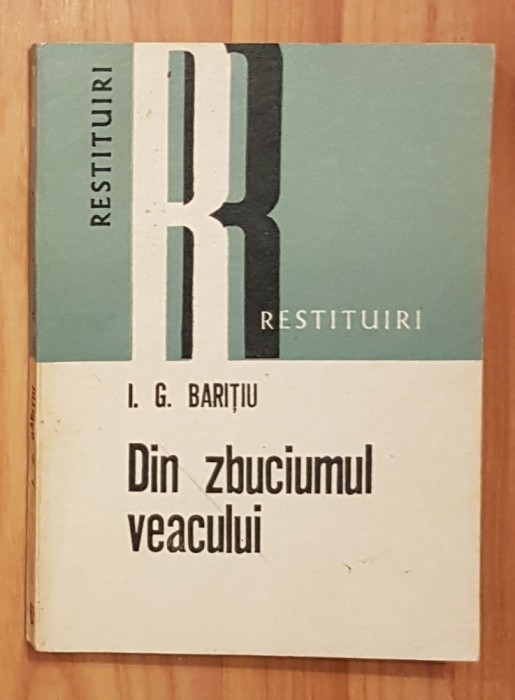 RESTITUIRI
RESTITUIRI
I. G. BARIȚIU
Din zbuciumul
veacului